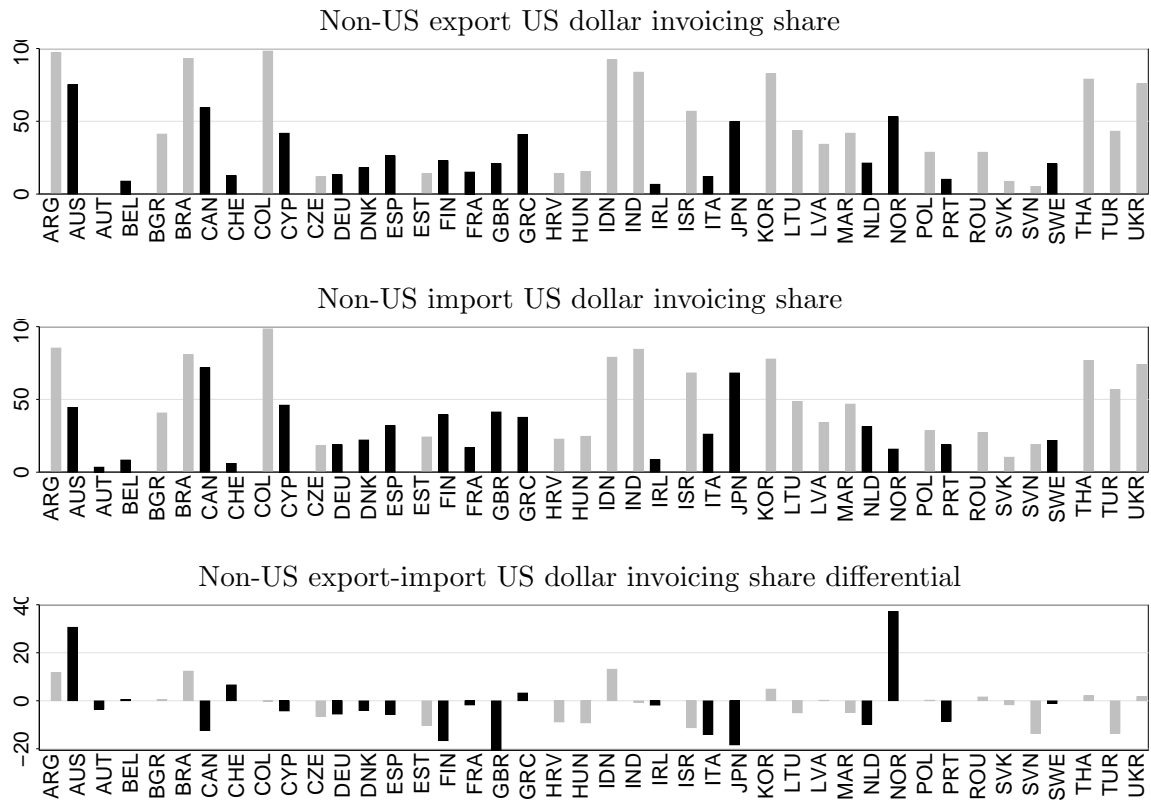 Non-US export US dollar invoicing share
50
0
ARG AUS AUT BEL BGR BRA CAN CHE COL CYP CZE DEU DNK ESP EST FIN FRA GBR GRC HRV HUN IDN IND IRL ISR ITA JPN KOR LTU LVA MAR NLD NOR POL PRT ROU SVK SVN SWE THA TUR UKR
Non-US import US dollar invoicing share
50
0
ARG AUS AUT BEL BGR BRA CAN CHE COL CYP CZE DEU DNK ESP EST FIN FRA GBR GRC HRV HUN IDN IND IRL ISR ITA JPN KOR LTU LVA MAR NLD NOR POL PRT ROU SVK SVN SWE THA TUR UKR
Non-US export-import US dollar invoicing share differential
40
20
0
−20
ARG AUS AUT BEL BGR BRA CAN CHE COL CYP CZE DEU DNK ESP EST FIN FRA GBR GRC HRV HUN IDN IND IRL ISR ITA JPN KOR LTU LVA MAR NLD NOR POL PRT ROU SVK SVN SWE THA TUR UKR